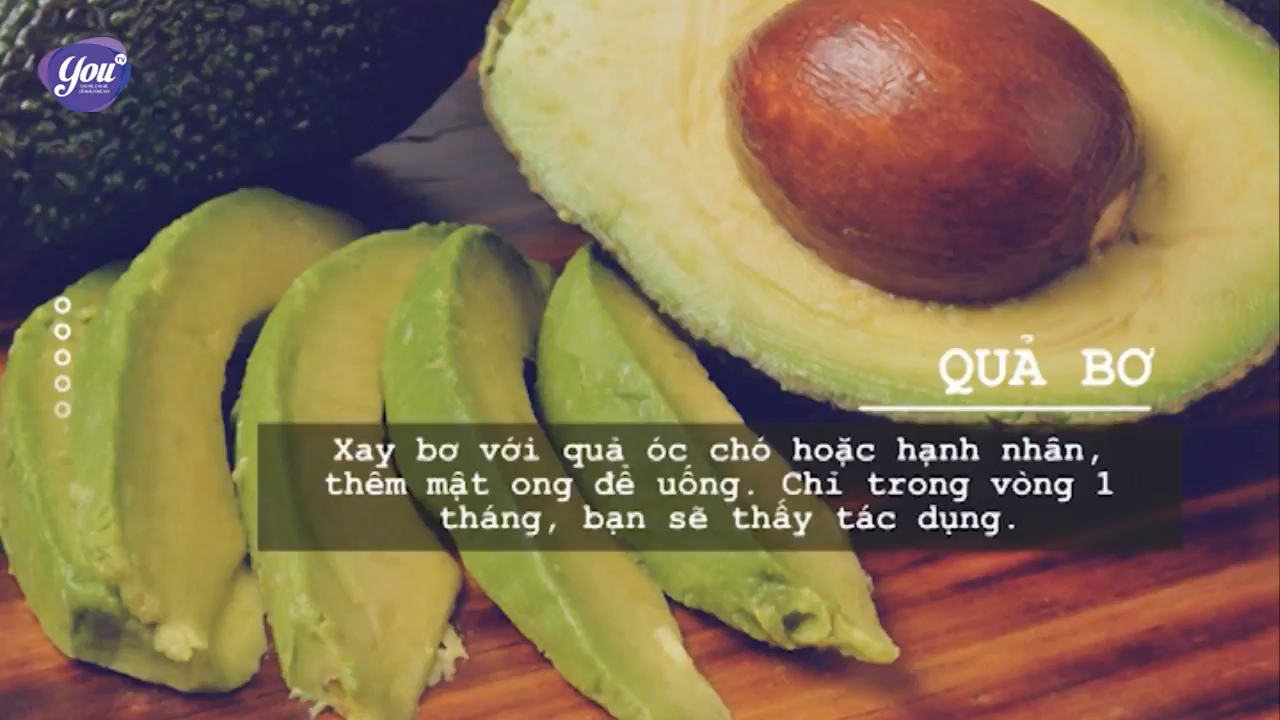 You TV
QUẢ BƠ
Xay bơ với quả óc chó hoặc hạnh nhân,
thêm mật ong để uống. Chỉ trong vòng 1
tháng, bạn sẽ thấy tác dụng.